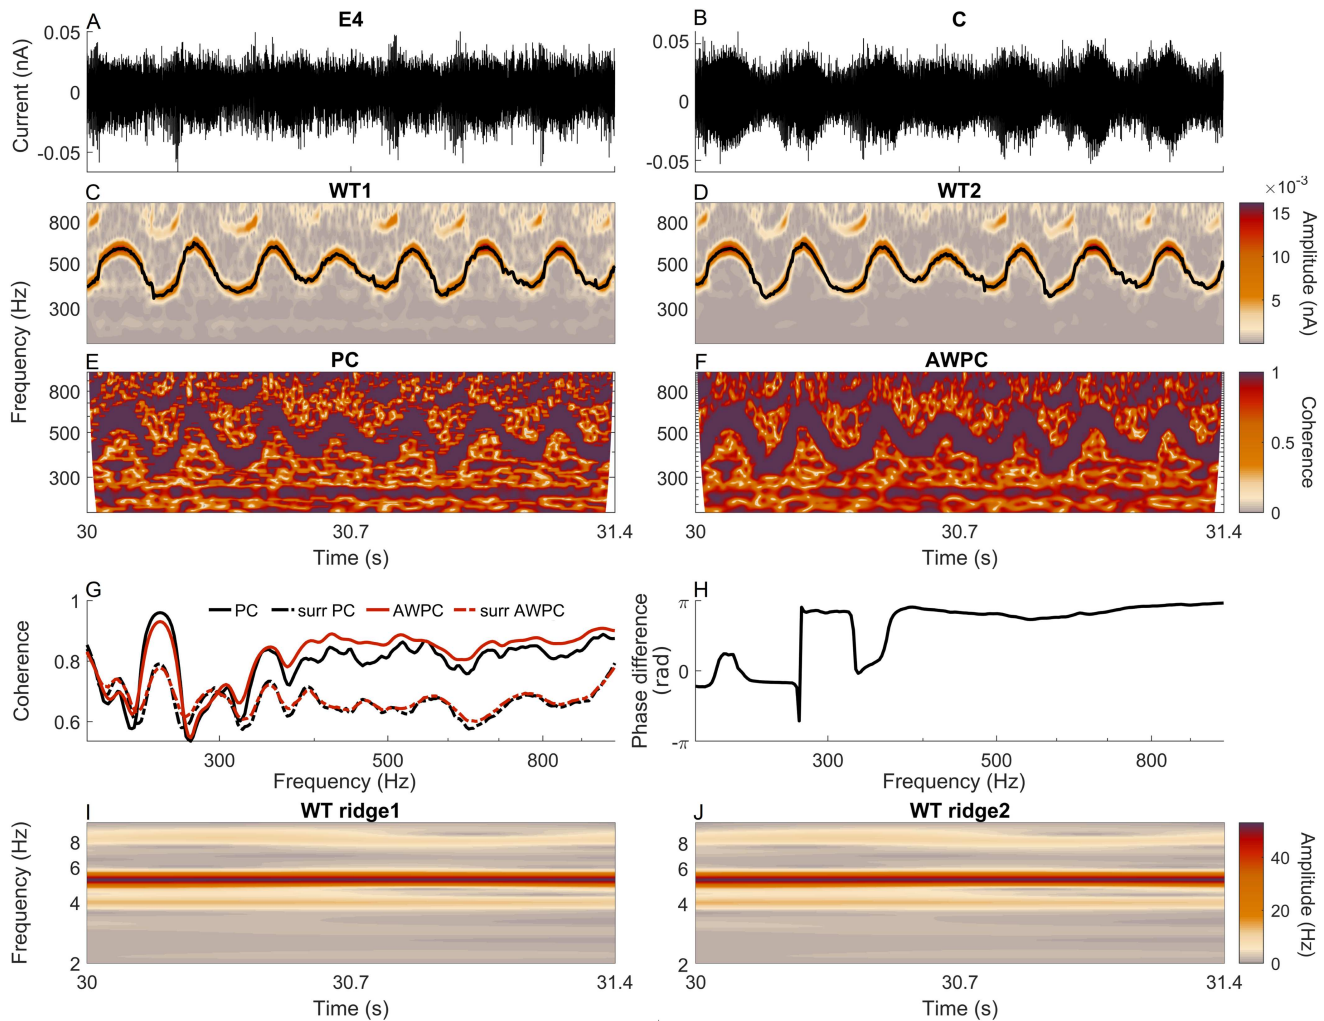 A E4
B C
Current (nA)
0.05
0
-0.05
0.05
0
-0.05
C WT1
D WT2
×10⁻³
800
500
300
800
500
300
15
10
5
Amplitude (nA)
Frequency (Hz)
E PC
F AWPC
800
500
300
800
500
300
1
0.5
0
Coherence
30 30.7 31.4
30 30.7 31.4
Time (s)
Time (s)
G
PC surr PC AWPC surr AWPC
1
0.8
0.6
Coherence
300 500 800
Frequency (Hz)
H
π
0
-π
Phase difference
(rad)
300 500 800
Frequency (Hz)
I WT ridge1
J WT ridge2
8
6
4
2
Frequency (Hz)
8
6
4
2
40
20
0
Amplitude (Hz)
30 30.7 31.4
30 30.7 31.4
Time (s)
Time (s)